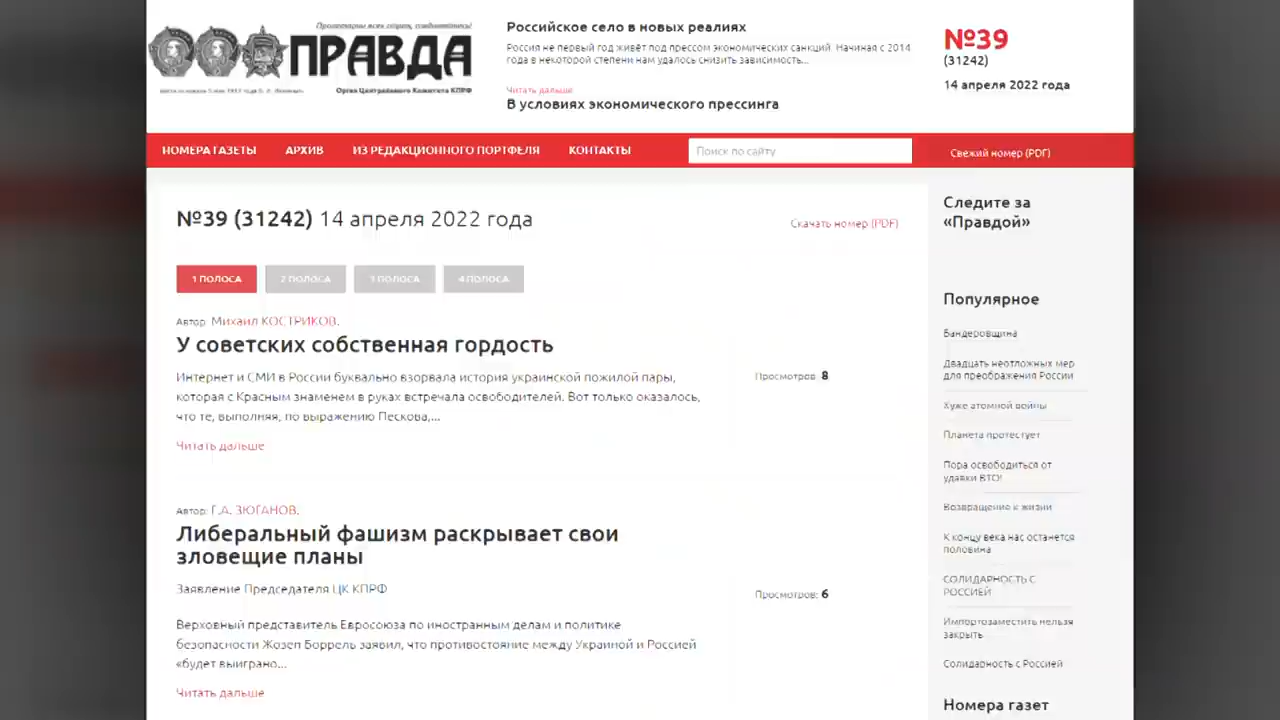 Пролетарии всех стран, соединяйтесь!
ПРАВДА
Орган Центрального Комитета КПРФ
Российское село в новых реалиях
Россия не первый год живёт под прессом экономических санкций. Начиная с 2014
года в некоторой степени нам удалось снизить зависимость...
Читать дальше
В условиях экономического прессинга
№39
(31242)
14 апреля 2022 года
НОМЕРА ГАЗЕТЫ АРХИВ ИЗ РЕДАКЦИОННОГО ПОРТФЕЛЯ КОНТАКТЫ Поиск по сайту Свежий номер (PDF)
№39 (31242) 14 апреля 2022 года
Скачать номер (PDF)
1 ПОЛОСА 2 ПОЛОСА 3 ПОЛОСА 4 ПОЛОСА
Автор: Михаил КОСТРИКОВ.
У советских собственная гордость
Интернет и СМИ в России буквально взорвала история украинской пожилой пары,
которая с Красным знаменем в руках встречала освободителей. Вот только оказалось,
что те, выполняя, по выражению Пескова,...
Просмотров: 8
Читать дальше
Автор: Г.А. ЗЮГАНОВ.
Либеральный фашизм раскрывает свои
зловещие планы
Заявление Председателя ЦК КПРФ
Просмотров: 6
Верховный представитель Евросоюза по иностранным делам и политике
безопасности Жозеп Боррель заявил, что противостояние между Украиной и Россией
«будет выиграно...
Читать дальше
Следите за
«Правдой»
Популярное
Бандеровщина
Двадцать неотложных мер
для преображения России
Хуже атомной войны
Планета протестует
Пора освободиться от
удавки ВТО!
Возвращение к жизни
К концу века нас останется
половина
СОЛИДАРНОСТЬ С
РОССИЕЙ
Импортозаместить нельзя
закрыть
Солидарность с Россией
Номера газет